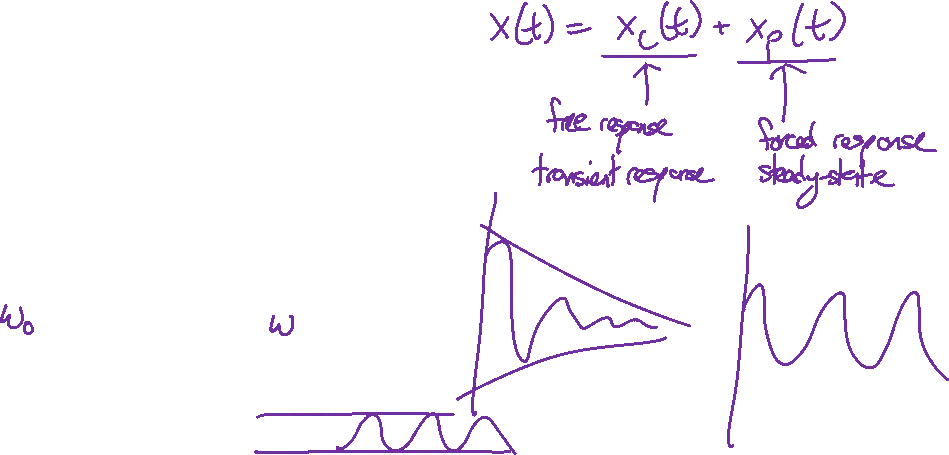 x(t) = x_c(t) + x_p(t)
free response
transient response
forced response
steady-state
ω₀
ω